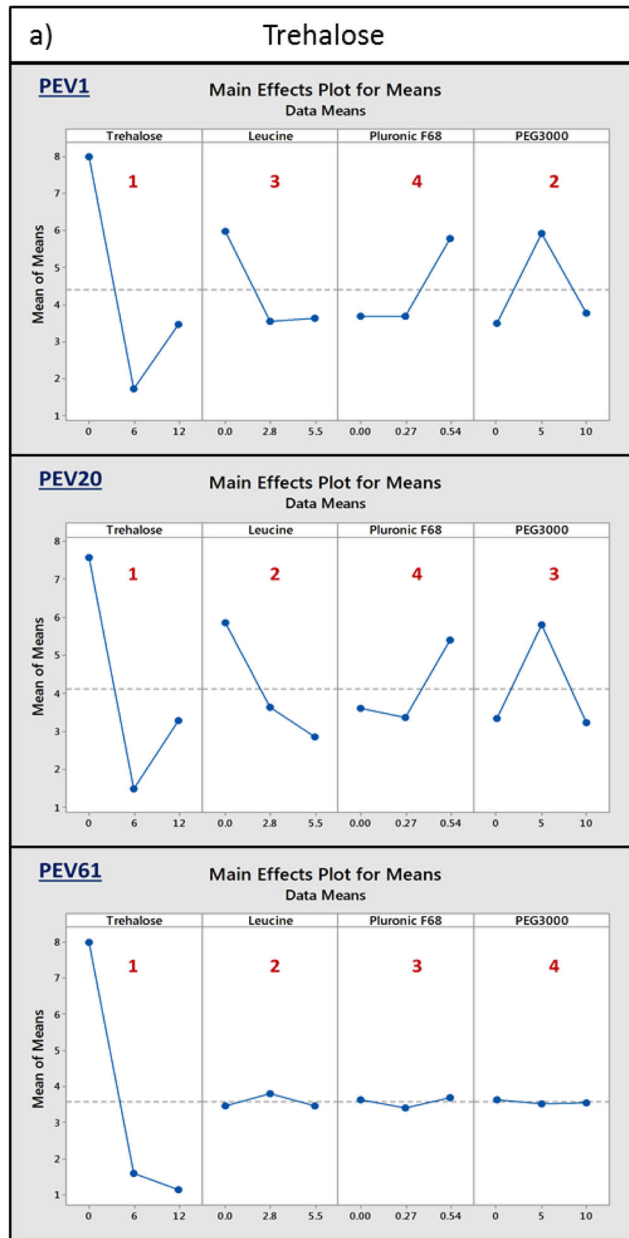 a) Trehalose
PEV1
Main Effects Plot for Means
Data Means
Trehalose Leucine Pluronic F68 PEG3000
1 3 4 2
Mean of Means
8
7
6
5
4
3
2
1
0 6 12 0.0 2.8 5.5 0.00 0.27 0.54 0 5 10
PEV20
Main Effects Plot for Means
Data Means
Trehalose Leucine Pluronic F68 PEG3000
1 2 4 3
Mean of Means
8
7
6
5
4
3
2
1
0 6 12 0.0 2.8 5.5 0.00 0.27 0.54 0 5 10
PEV61
Main Effects Plot for Means
Data Means
Trehalose Leucine Pluronic F68 PEG3000
1 2 3 4
Mean of Means
8
7
6
5
4
3
2
1
0 6 12 0.0 2.8 5.5 0.00 0.27 0.54 0 5 10